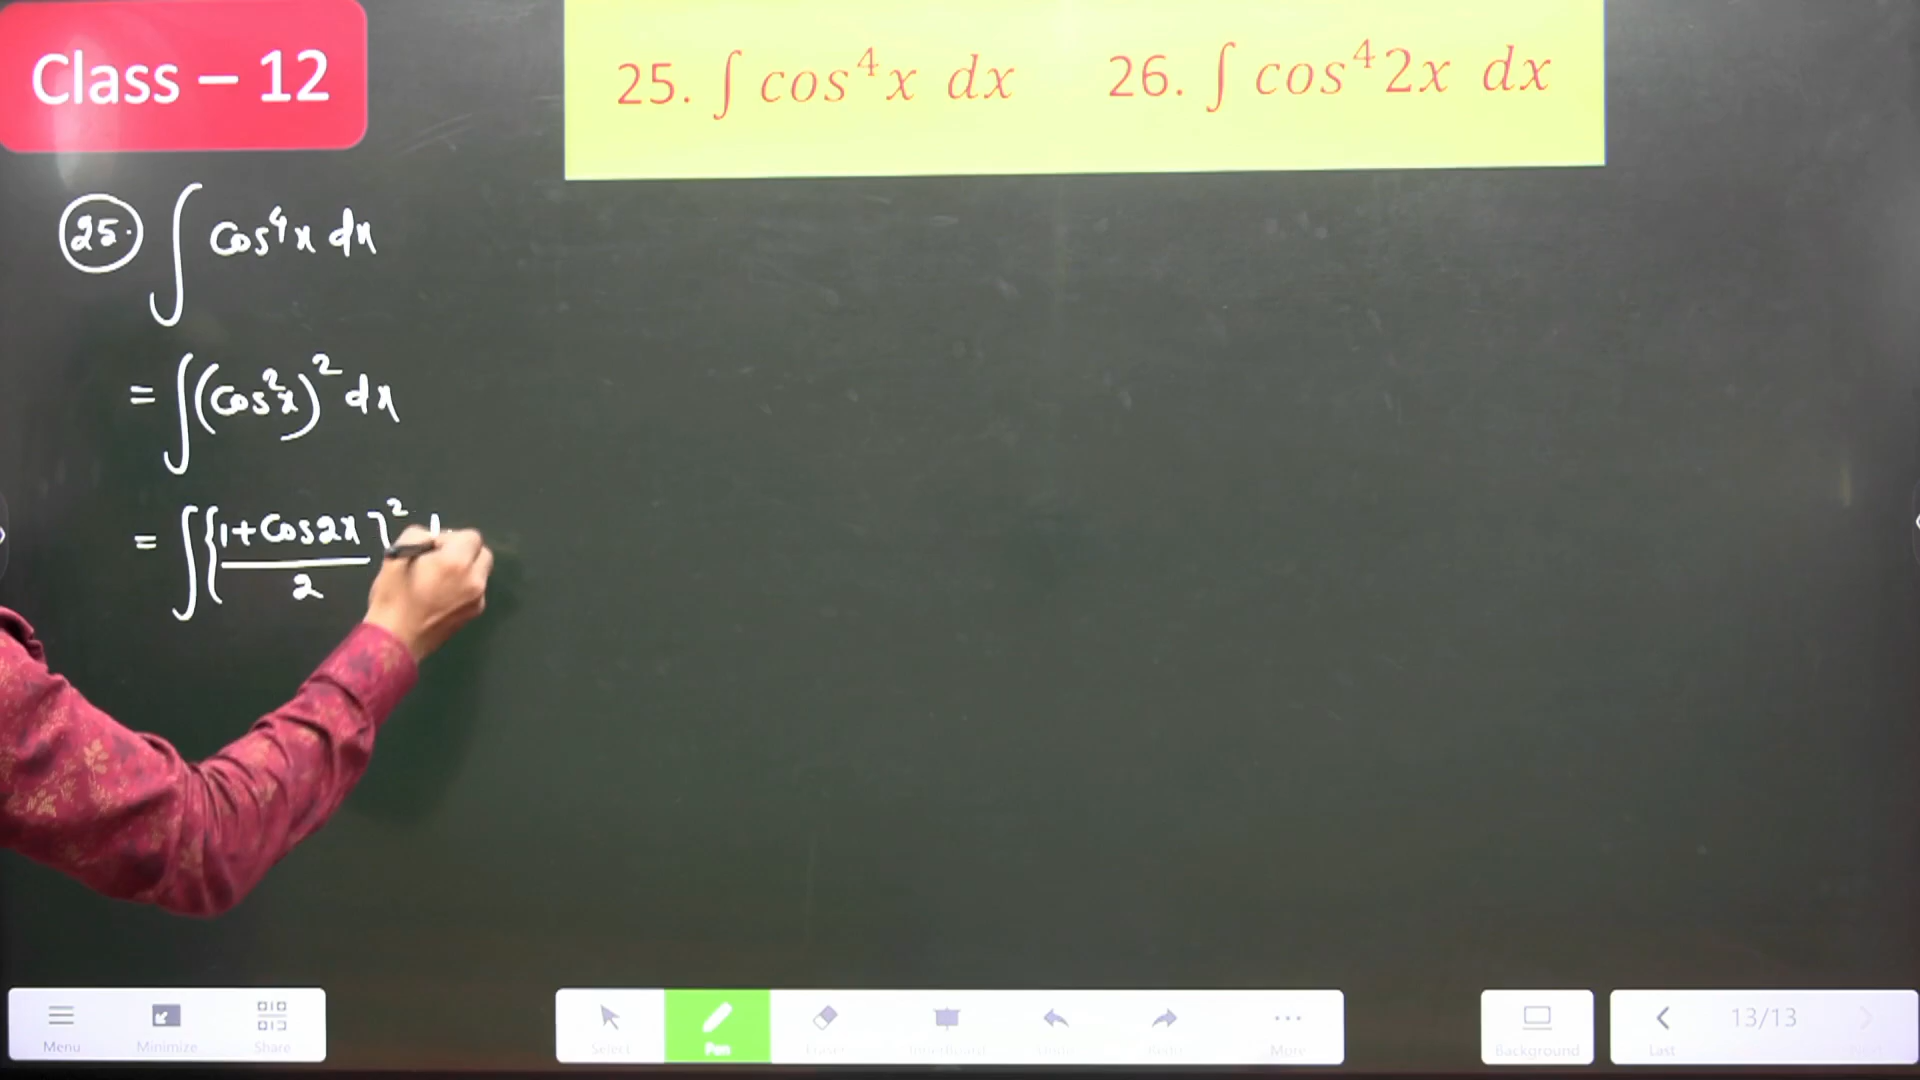 Class – 12
25. ∫ cos⁴x dx 26. ∫ cos⁴2x dx
25. ∫ cos⁴x dx
= ∫(cos²x)² dx
= ∫{(1+cos2x)/2}² d
Menu Minimize Share
Select Pen Eraser Undo Redo More
Background
Last 13/13 Next